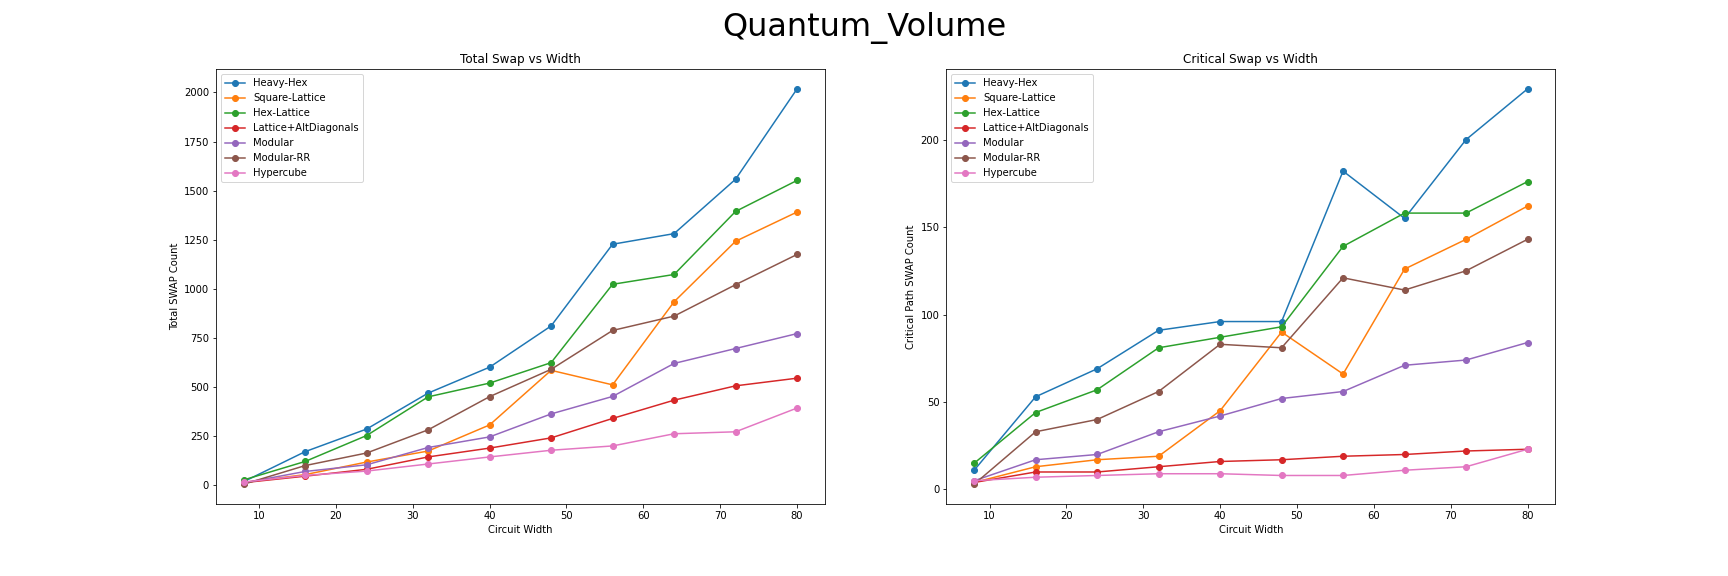 Quantum_Volume
Total Swap vs Width
Heavy-Hex
Square-Lattice
Hex-Lattice
Lattice+AltDiagonals
Modular
Modular-RR
Hypercube
Total SWAP Count
2000
1750
1500
1250
1000
750
500
250
0
10 20 30 40 50 60 70 80
Circuit Width
Critical Swap vs Width
Heavy-Hex
Square-Lattice
Hex-Lattice
Lattice+AltDiagonals
Modular
Modular-RR
Hypercube
Critical Path SWAP Count
200
150
100
50
0
10 20 30 40 50 60 70 80
Circuit Width